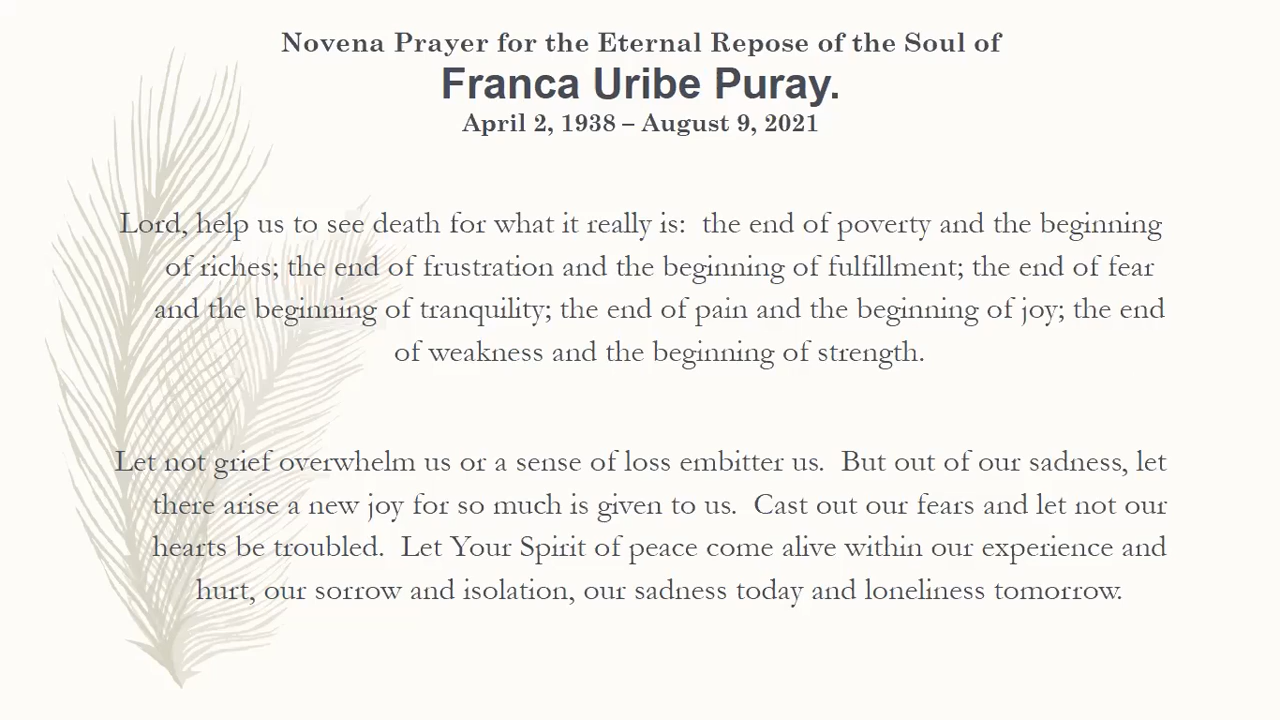 Novena Prayer for the Eternal Repose of the Soul of
Franca Uribe Puray.
April 2, 1938 – August 9, 2021
Lord, help us to see death for what it really is:  the end of poverty and the beginning
of riches; the end of frustration and the beginning of fulfillment; the end of fear
and the beginning of tranquility; the end of pain and the beginning of joy; the end
of weakness and the beginning of strength.
Let not grief overwhelm us or a sense of loss embitter us.  But out of our sadness, let
there arise a new joy for so much is given to us.  Cast out our fears and let not our
hearts be troubled.  Let Your Spirit of peace come alive within our experience and
hurt, our sorrow and isolation, our sadness today and loneliness tomorrow.